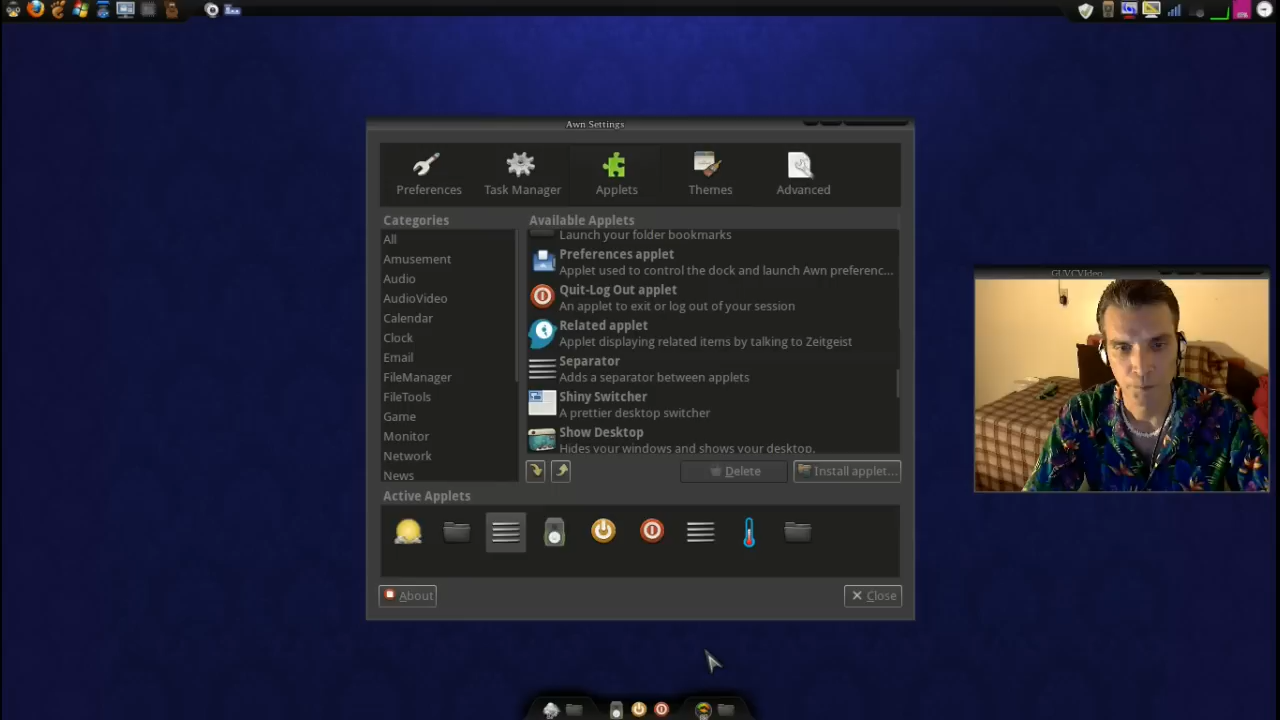 Awn Settings
Preferences
Task Manager
Applets
Themes
Advanced
Categories
All
Amusement
Audio
AudioVideo
Calendar
Clock
Email
FileManager
FileTools
Game
Monitor
Network
News
Available Applets
Launch your folder bookmarks
Preferences applet
Applet used to control the dock and launch Awn preferenc...
Quit-Log Out applet
An applet to exit or log out of your session
Related applet
Applet displaying related items by talking to Zeitgeist
Separator
Adds a separator between applets
Shiny Switcher
A prettier desktop switcher
Show Desktop
Hides your windows and shows your desktop.
Delete
Install applet...
Active Applets
About
Close
GUVCVideo